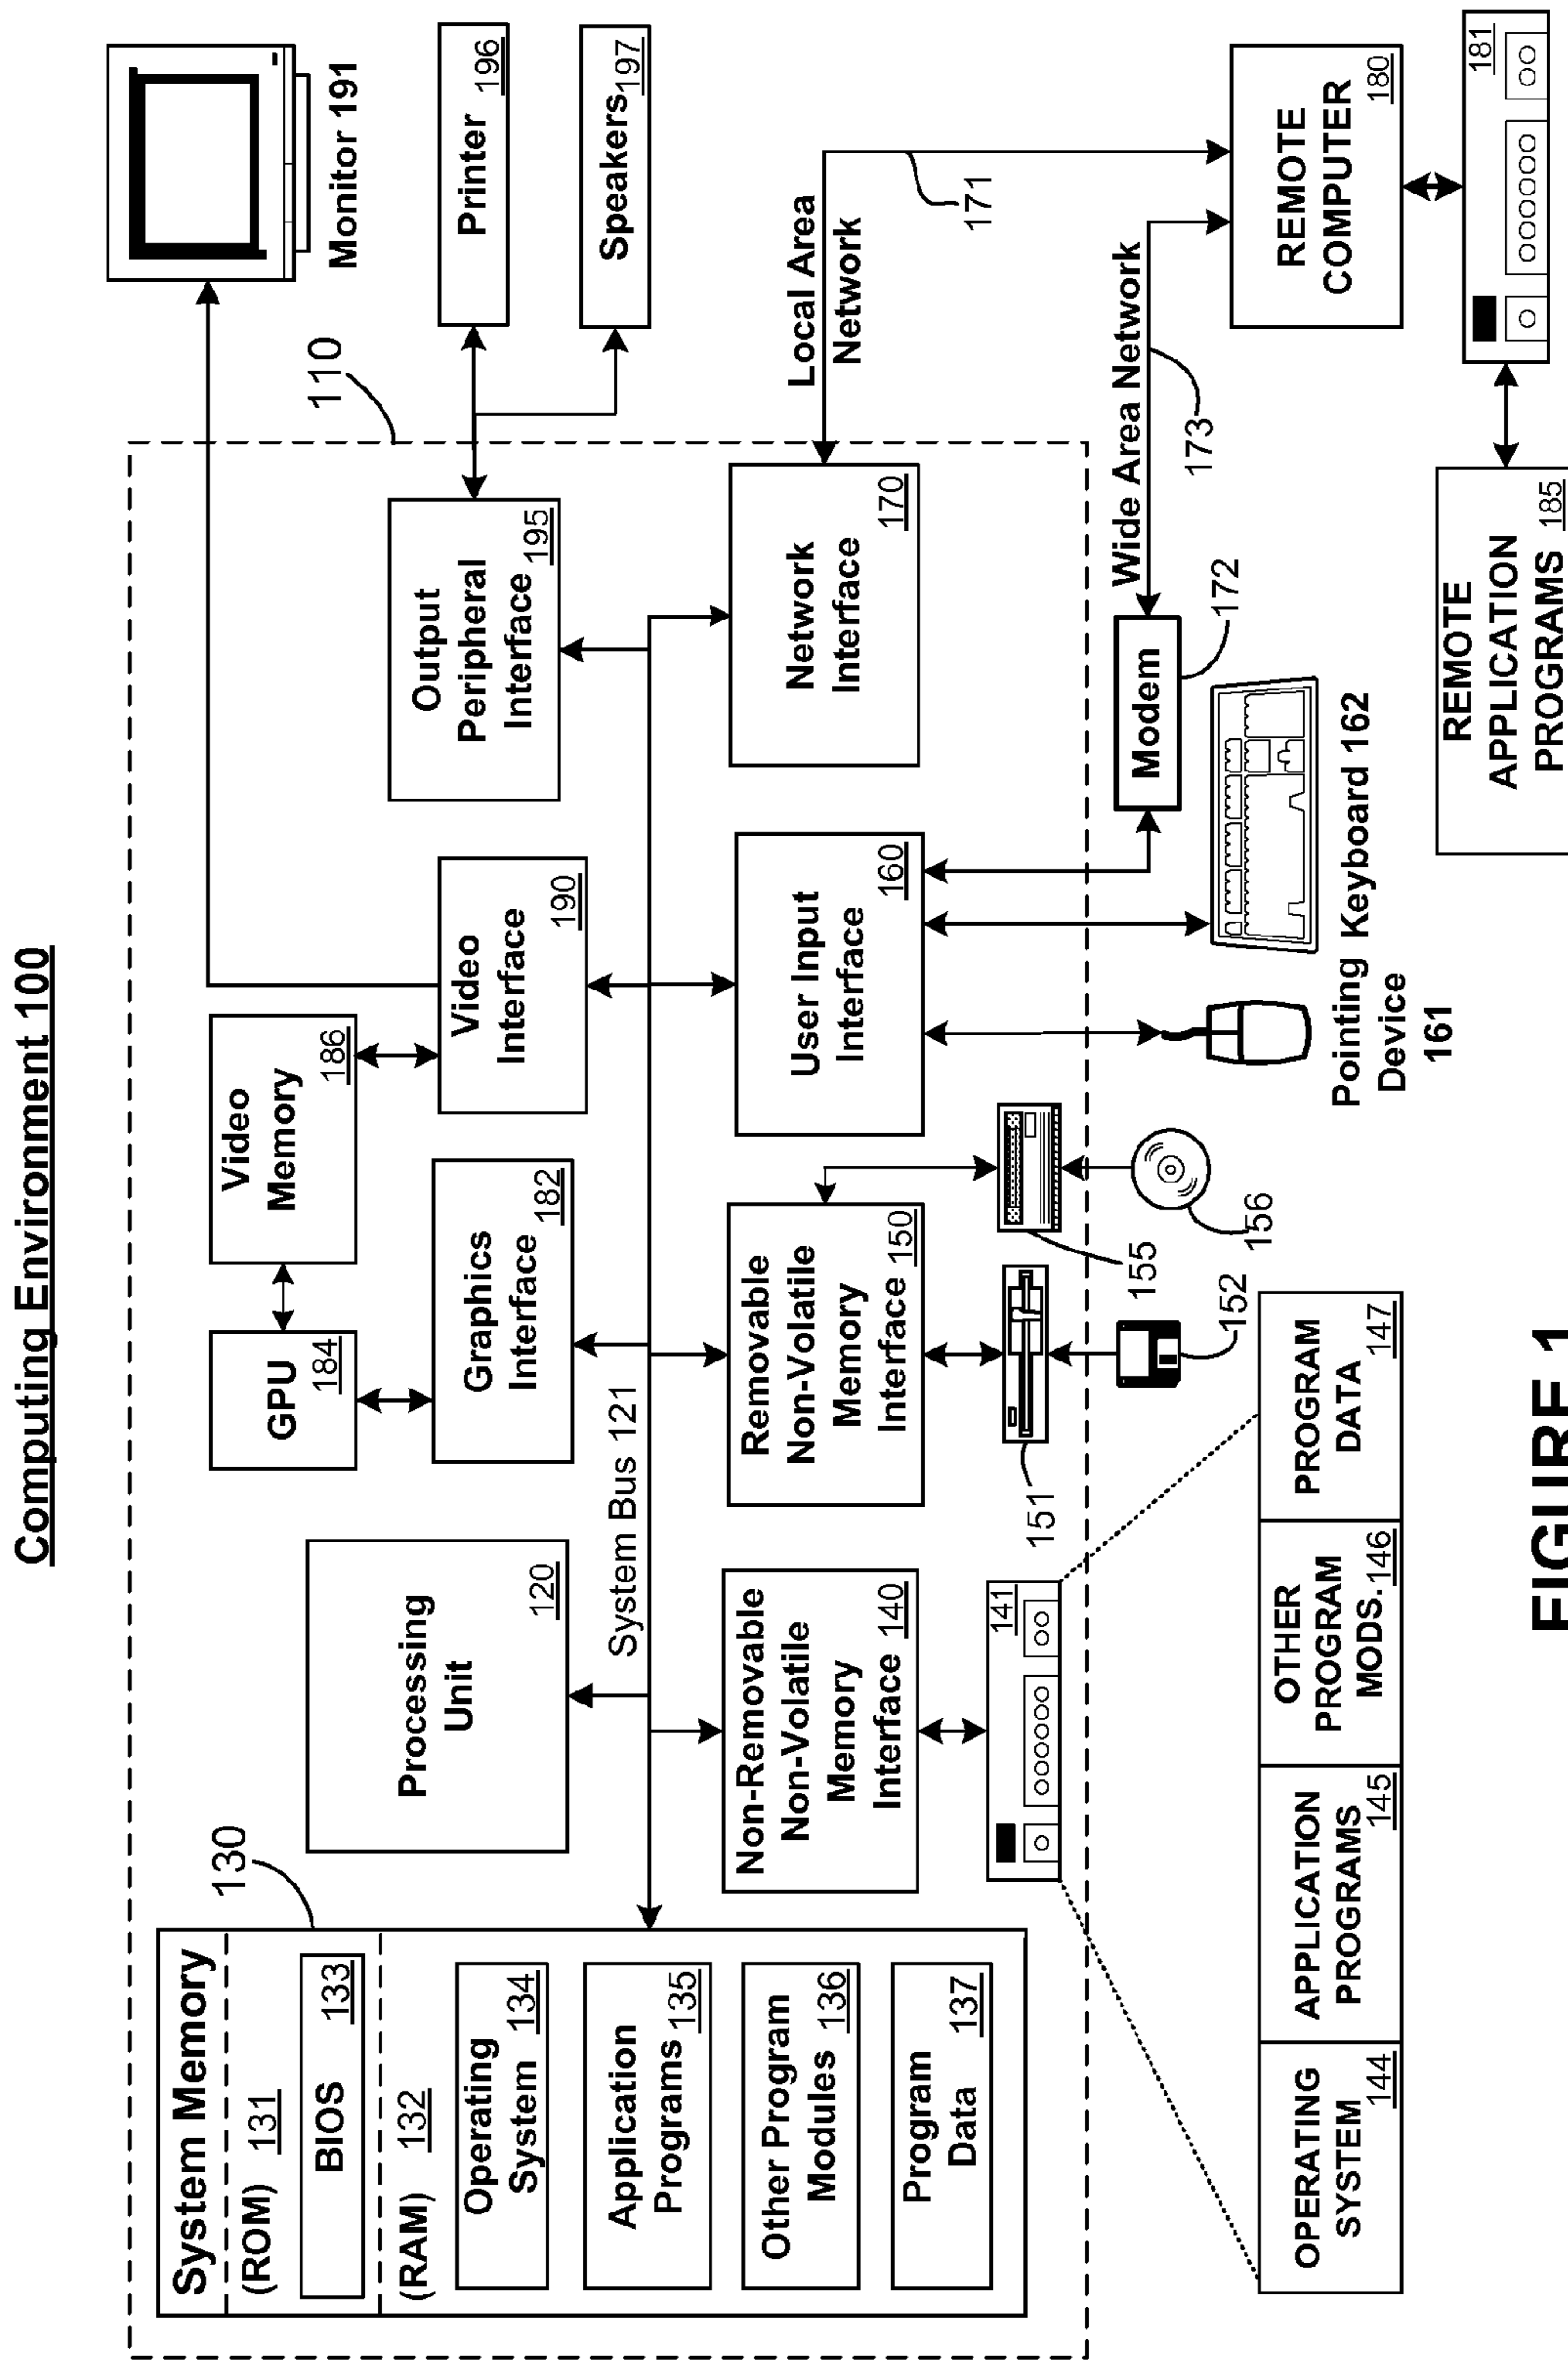 Computing Environment 100
110
Monitor 191
Printer 196
Speakers 197
130
System Memory
(ROM) 131
BIOS 133
(RAM) 132
Operating
System 134
Application
Programs 135
Other Program
Modules 136
Program
Data 137
Processing
Unit
120
GPU
184
Video
Memory
186
Graphics
Interface
182
Video
Interface
190
Output
Peripheral
Interface 195
System Bus 121
Non-Removable
Non-Volatile
Memory
Interface 140
Removable
Non-Volatile
Memory
Interface 150
User Input
Interface
160
Network
Interface
170
Local Area
Network
171
Wide Area Network
173
Modem
172
141
151
152
155
156
Pointing
Device
161
Keyboard 162
REMOTE
COMPUTER
180
181
REMOTE
APPLICATION
PROGRAMS 185
OPERATING
SYSTEM 144
APPLICATION
PROGRAMS 145
OTHER
PROGRAM
MODS. 146
PROGRAM
DATA 147
FIGURE 1